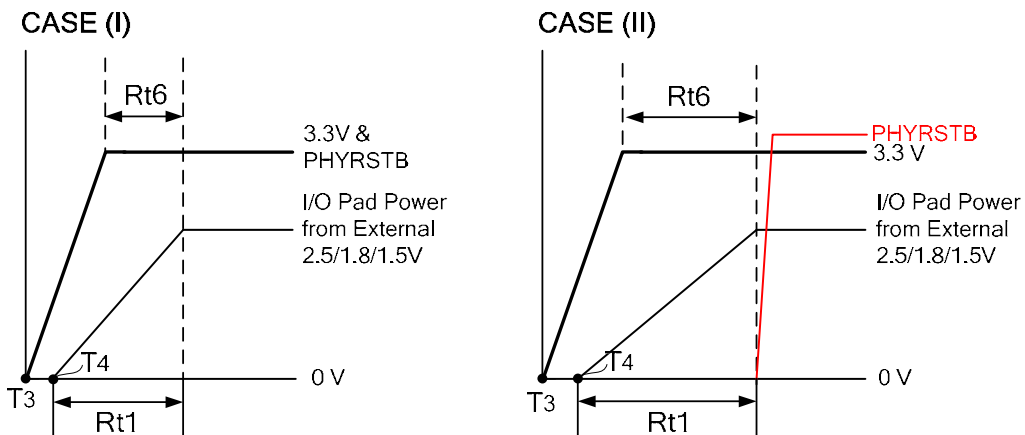 CASE (I)
Rt6
3.3V &
PHYRSTB
I/O Pad Power
from External
2.5/1.8/1.5V
T4
0 V
T3
Rt1
CASE (II)
Rt6
PHYRSTB
3.3 V
I/O Pad Power
from External
2.5/1.8/1.5V
T4
0 V
T3
Rt1